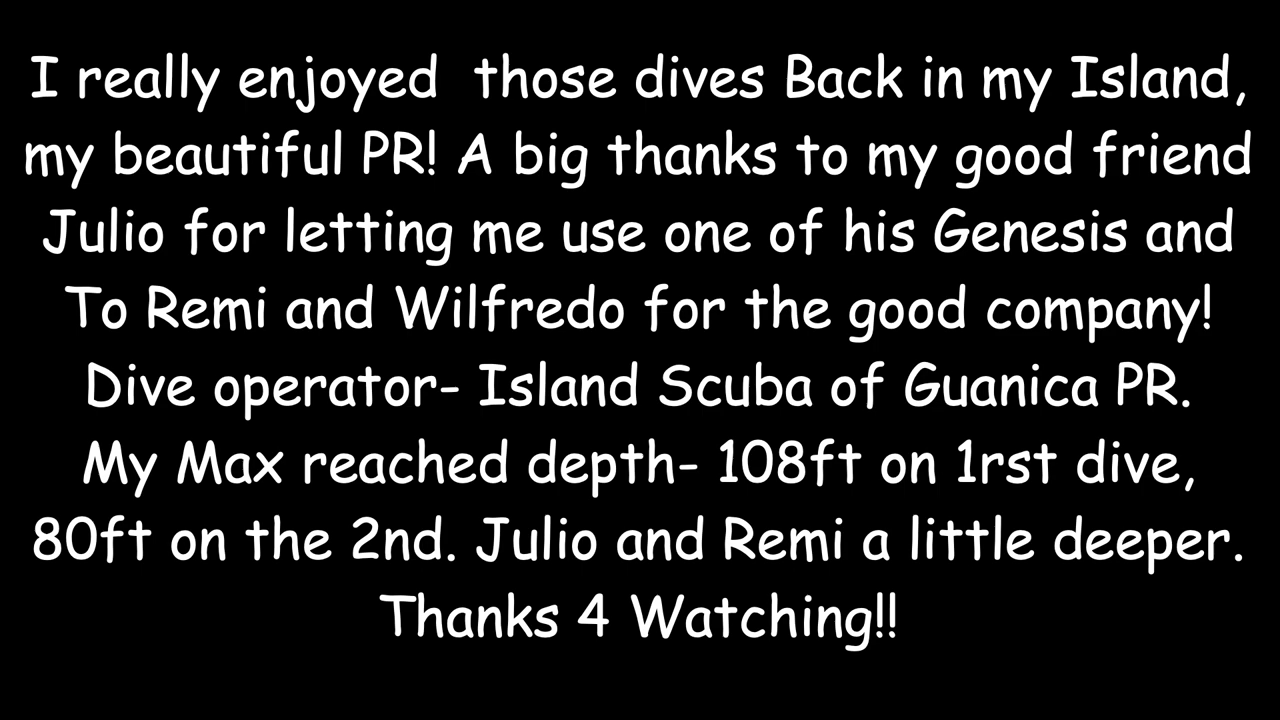 I really enjoyed  those dives Back in my Island,
my beautiful PR! A big thanks to my good friend
Julio for letting me use one of his Genesis and
To Remi and Wilfredo for the good company!
Dive operator- Island Scuba of Guanica PR.
My Max reached depth- 108ft on 1rst dive,
80ft on the 2nd. Julio and Remi a little deeper.
Thanks 4 Watching!!